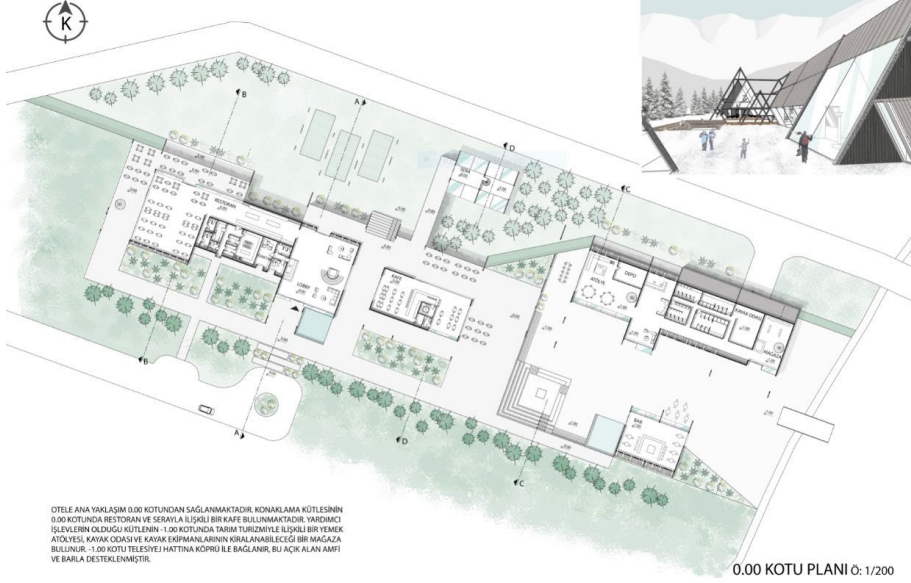 K
B
A
D
C
RESTORAN
SERA
LOBBY
KAFE
ATÖLYE
DEPO
KAYAK ODASI
MAĞAZA
BAR
B
A
D
C
OTELE ANA YAKLAŞIM 0.00 KOTUNDAN SAĞLANMAKTADIR. KONAKLAMA KÜTLESİNİN
0.00 KOTUNDA RESTORAN VE SERAYLA İLİŞKİLİ BİR KAFE BULUNMAKTADIR. YARDIMCI
İŞLEVLERİN OLDUĞU KÜTLENİN -1.00 KOTUNDA TARIM TURİZMİYLE İLİŞKİLİ BİR YEMEK
ATÖLYESİ, KAYAK ODASI VE KAYAK EKİPMANLARININ KİRALANABİLECEĞİ BİR MAĞAZA
BULUNUR. -1.00 KOTU TELESİYEJ HATTINA KÖPRÜ İLE BAĞLANIR, BU AÇIK ALAN AMFİ
VE BARLA DESTEKLENMİŞTİR.
0.00 KOTU PLANI Ö: 1/200